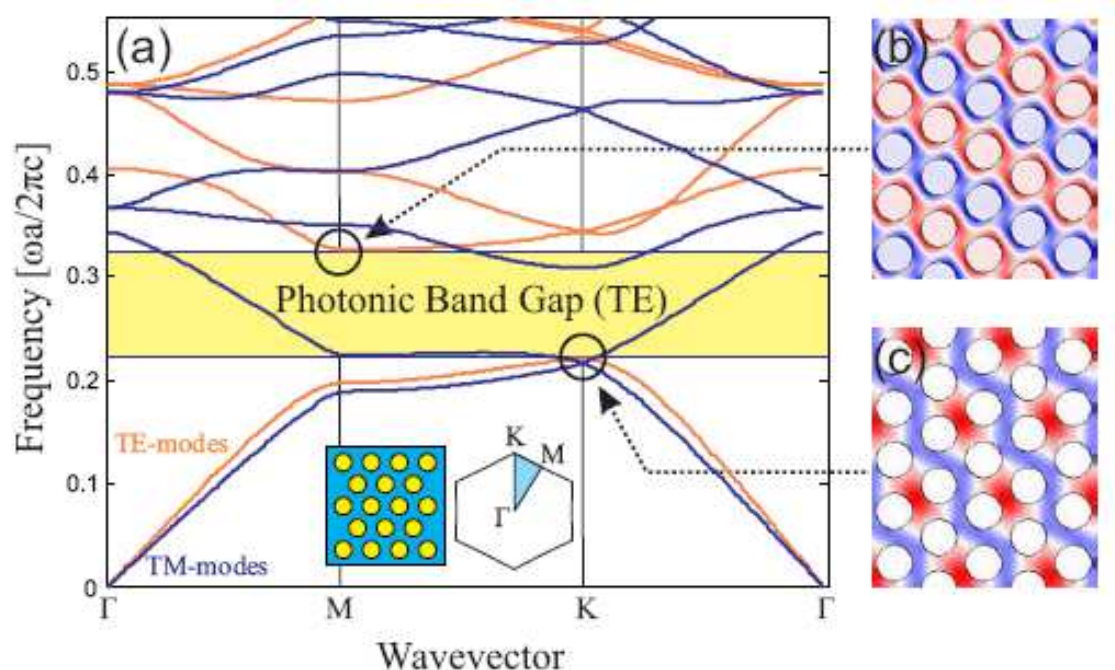 (a)
0.5
0.4
0.3
0.2
0.1
0
Frequency [ωa/2πc]
Photonic Band Gap (TE)
TE-modes
TM-modes
K
M
Γ
Γ
M
K
Γ
Wavevector
(b)
(c)